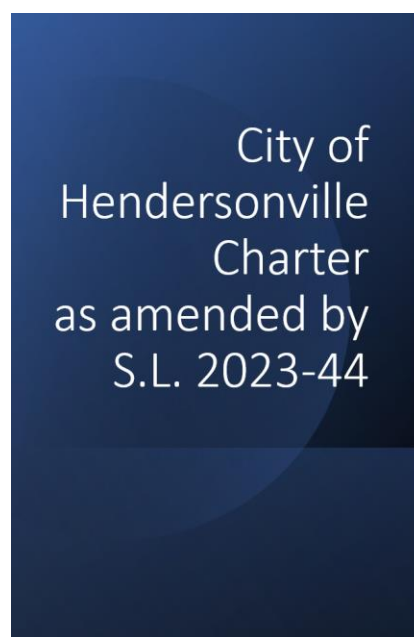 City of
Hendersonville
Charter
as amended by
S.L. 2023-44